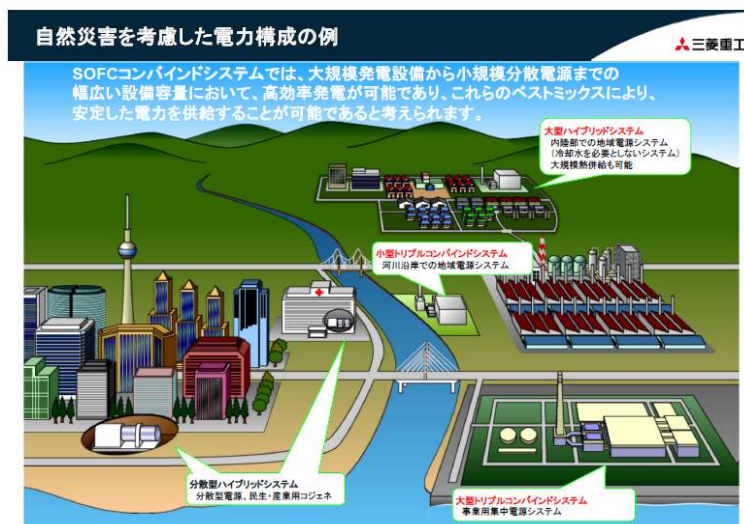 自然災害を考慮した電力構成の例
三菱重工
SOFCコンバインドシステムでは、大規模発電設備から小規模分散電源までの
幅広い設備容量において、高効率発電が可能であり、これらのベストミックスにより、
安定した電力を供給することが可能であると考えられます。
大型ハイブリッドシステム
内陸部での地域電源システム
(冷却水を必要としないシステム)
大規模熱併給も可能
小型トリプルコンバインドシステム
河川沿岸での地域電源システム
分散型ハイブリッドシステム
分散型電源、民生・産業用コジェネ
大型トリプルコンバインドシステム
事業用集中電源システム